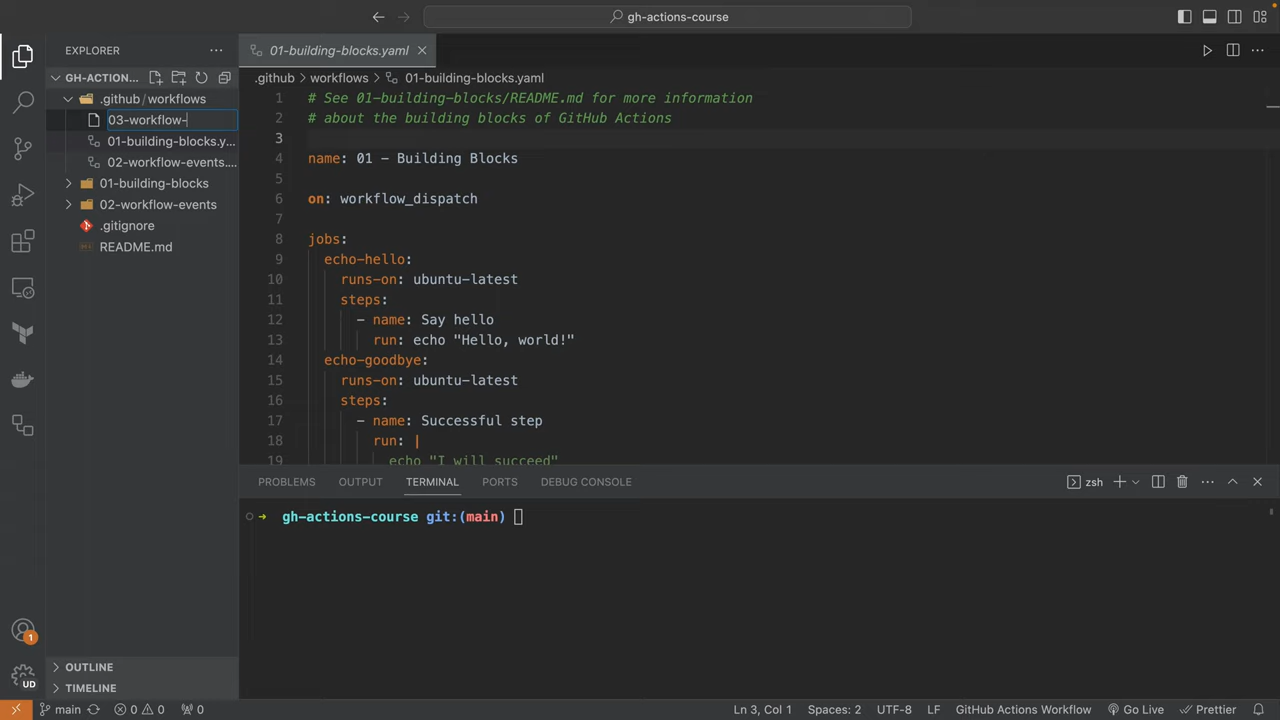 gh-actions-course
EXPLORER
GH-ACTION...
.github/workflows
03-workflow-
01-building-blocks.y...
02-workflow-events....
01-building-blocks
02-workflow-events
.gitignore
README.md
OUTLINE
TIMELINE
01-building-blocks.yaml
.github > workflows > 01-building-blocks.yaml
1 # See 01-building-blocks/README.md for more information
2 # about the building blocks of GitHub Actions
3
4 name: 01 - Building Blocks
5
6 on: workflow_dispatch
7
8 jobs:
9 echo-hello:
10 runs-on: ubuntu-latest
11 steps:
12 - name: Say hello
13 run: echo "Hello, world!"
14 echo-goodbye:
15 runs-on: ubuntu-latest
16 steps:
17 - name: Successful step
18 run: |
19 echo "I will succeed"
PROBLEMS OUTPUT TERMINAL PORTS DEBUG CONSOLE zsh
→ gh-actions-course git:(main)
1
UD
main 0 0 0 Ln 3, Col 1 Spaces: 2 UTF-8 LF GitHub Actions Workflow Go Live Prettier